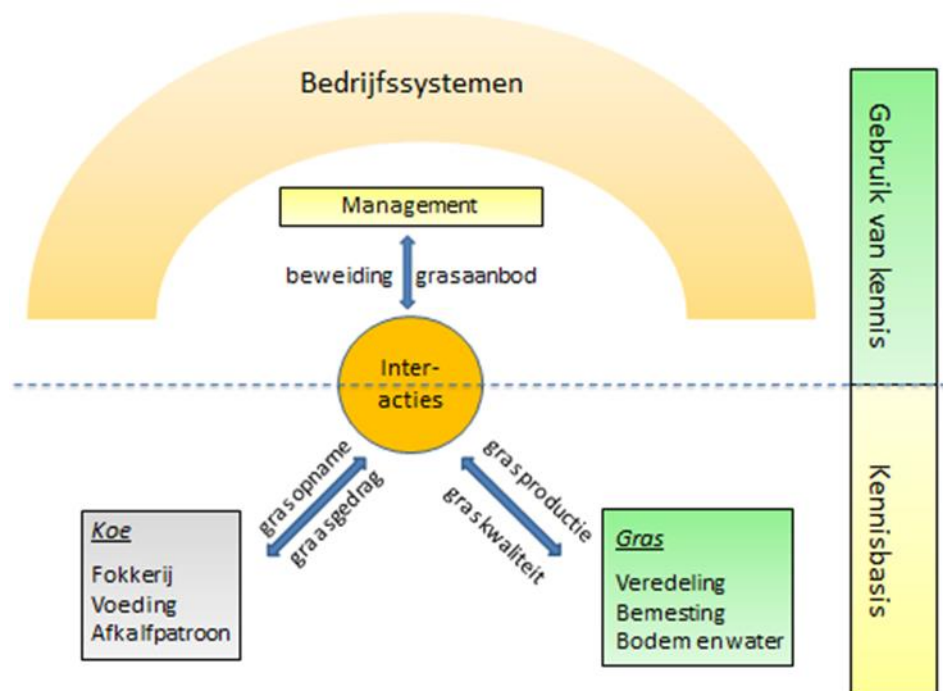 Bedrijfssystemen
Management
beweiding
grasaanbod
Inter-
acties
grasopname
graasgedrag
grasproductie
graskwaliteit
Koe
Fokkerij
Voeding
Afkalfpatroon
Gras
Veredeling
Bemesting
Bodem en water
Gebruik van kennis
Kennisbasis